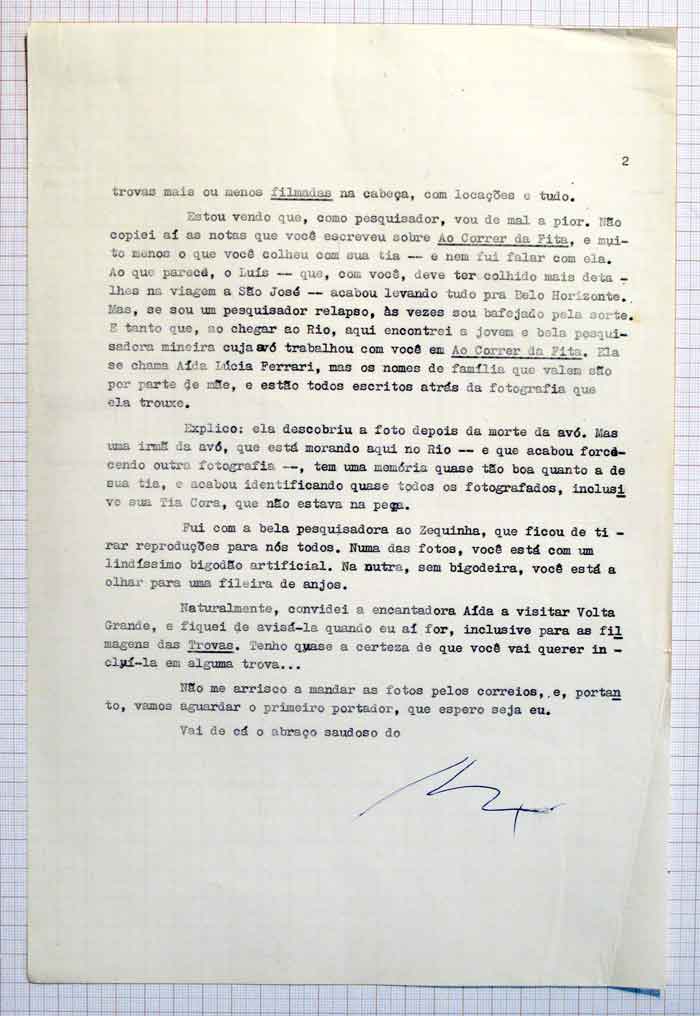 2
trovas mais ou menos filmadas na cabeça, com locações e tudo.
Estou vendo que, como pesquisador, vou de mal a pior. Não
copiei aí as notas que você escreveu sobre Ao Correr da Fita, e mui-
to menos o que você colheu com sua tia -- e nem fui falar com ela.
Ao que parece, o Luís -- que, com você, deve ter colhido mais deta -
lhes na viagem a São José -- acabou levando tudo pra Belo Horizonte.
Mas, se sou um pesquisador relapso, às vezes sou bafejado pela sorte.
E tanto que, ao chegar ao Rio, aqui encontrei a jovem e bela pesqui-
sadora mineira cuja avó trabalhou com você em Ao Correr da Fita. Ela
se chama Aída Lúcia Ferrari, mas os nomes de família que valem são
por parte de mãe, e estão todos escritos atrás da fotografia que
ela trouxe.
Explico: ela descobriu a foto depois da morte da avó. Mas
uma irmã da avó, que está morando aqui no Rio -- e que acabou forne-
cendo outra fotografia --, tem uma memória quase tão boa quanto a de
sua tia, e acabou identificando quase todos os fotografados, inclusi
ve sua Tia Cora, que não estava na peça.
Fui com a bela pesquisadora ao Zequinha, que ficou de ti -
rar reproduções para nós todos. Numa das fotos, você está com um
lindíssimo bigodão artificial. Na nutra, sem bigodeira, você está a
olhar para uma fileira de anjos.
Naturalmente, convidei a encantadora Aída a visitar Volta
Grande, e fiquei de avisá-la quando eu aí for, inclusive para as fil
magens das Trovas. Tenho quase a certeza de que você vai querer in -
cluí-la em alguma trova...
Não me arrisco a mandar as fotos pelos correios, e, portan
to, vamos aguardar o primeiro portador, que espero seja eu.
Vai de cá o abraço saudoso do